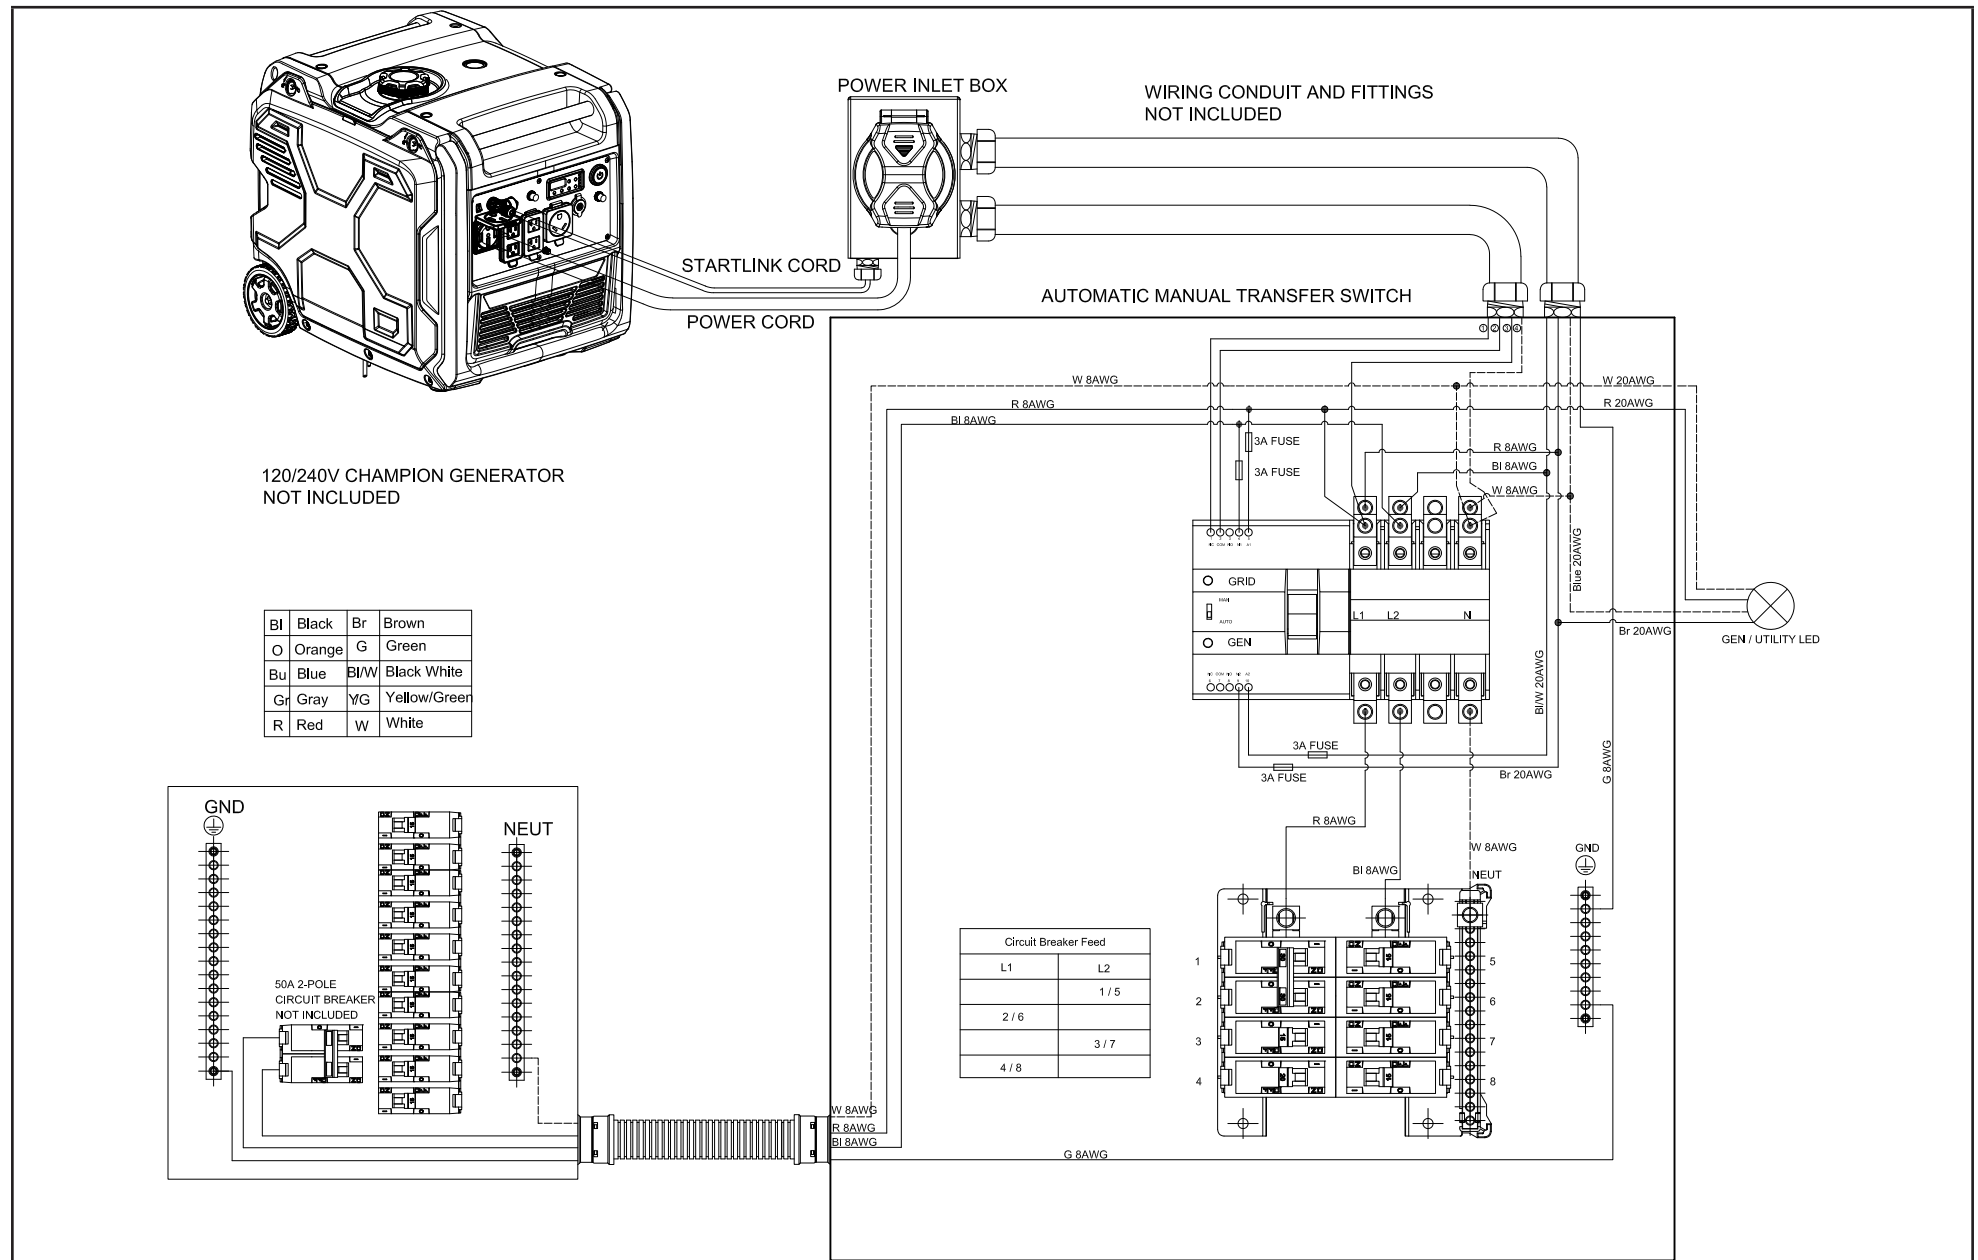 POWER INLET BOX
WIRING CONDUIT AND FITTINGS
NOT INCLUDED
STARTLINK CORD
POWER CORD
AUTOMATIC MANUAL TRANSFER SWITCH
1 2 3 4
W 8AWG
W 20AWG
R 8AWG
R 20AWG
Bl 8AWG
3A FUSE
3A FUSE
R 8AWG
Bl 8AWG
W 8AWG
120/240V CHAMPION GENERATOR
NOT INCLUDED
Blue 20AWG
GRID
MAN
AUTO
GEN
L1 L2 N
GEN / UTILITY LED
Br 20AWG
Bl/W 20AWG
G 8AWG
Bl Black Br Brown
O Orange G Green
Bu Blue Bl/W Black White
Gr Gray Y/G Yellow/Green
R Red W White
3A FUSE
3A FUSE
Br 20AWG
GND
NEUT
R 8AWG
W 8AWG
GND
Bl 8AWG
NEUT
50A 2-POLE
CIRCUIT BREAKER
NOT INCLUDED
Circuit Breaker Feed
L1 L2
1 / 5
2 / 6
3 / 7
4 / 8
1 5
2 6
3 7
4 8
W 8AWG
R 8AWG
Bl 8AWG
G 8AWG